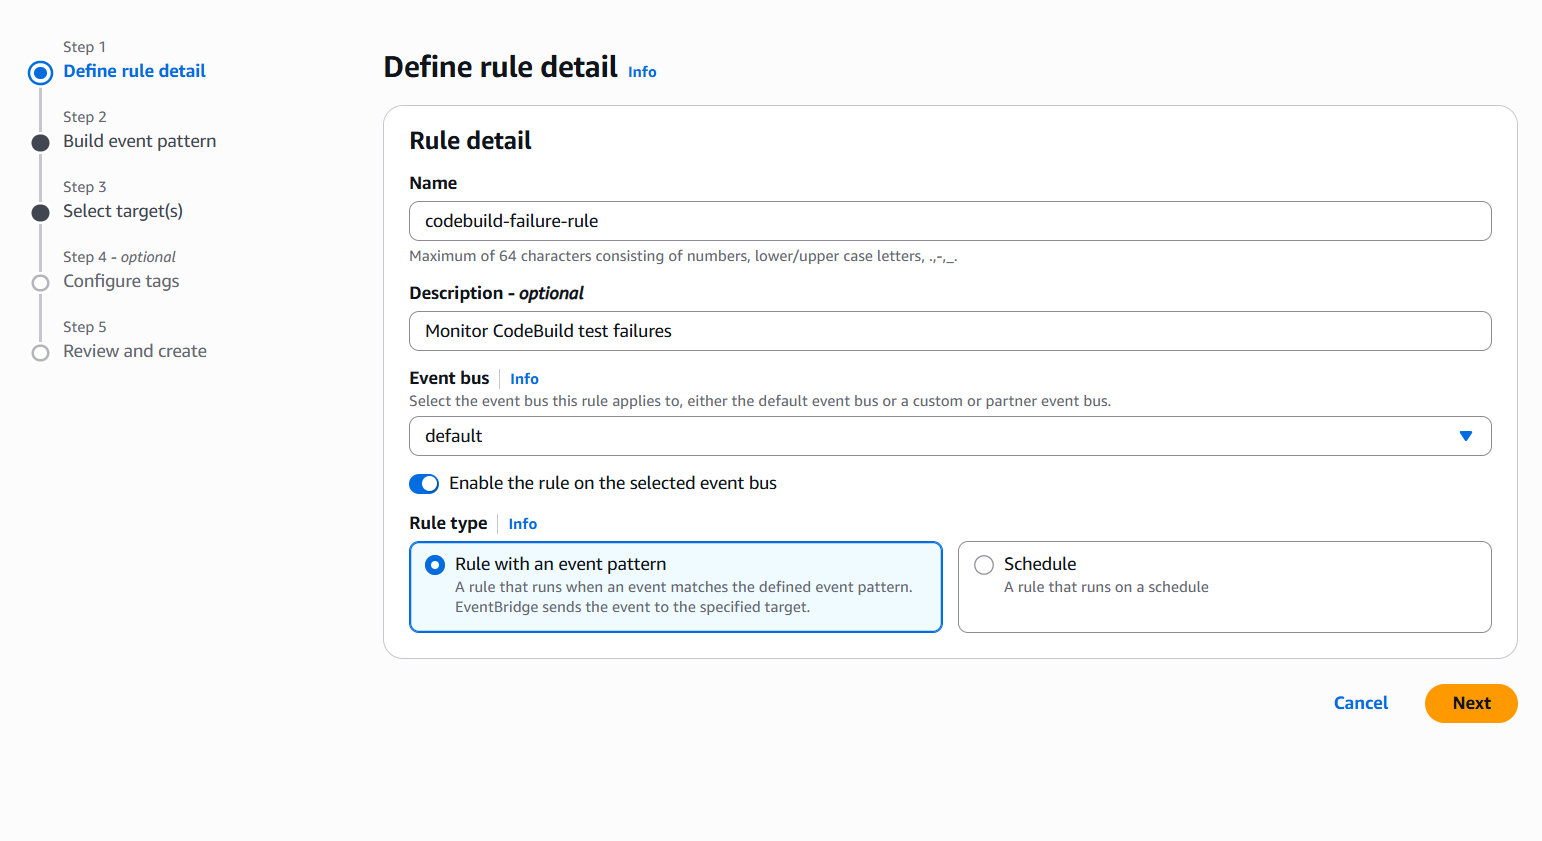 Step 1
Define rule detail
Step 2
Build event pattern
Step 3
Select target(s)
Step 4 - optional
Configure tags
Step 5
Review and create
Define rule detail Info
Rule detail
Name
codebuild-failure-rule
Maximum of 64 characters consisting of numbers, lower/upper case letters, .,-,_.
Description - optional
Monitor CodeBuild test failures
Event bus Info
Select the event bus this rule applies to, either the default event bus or a custom or partner event bus.
default
Enable the rule on the selected event bus
Rule type Info
Rule with an event pattern
A rule that runs when an event matches the defined event pattern.
EventBridge sends the event to the specified target.
Schedule
A rule that runs on a schedule
Cancel
Next